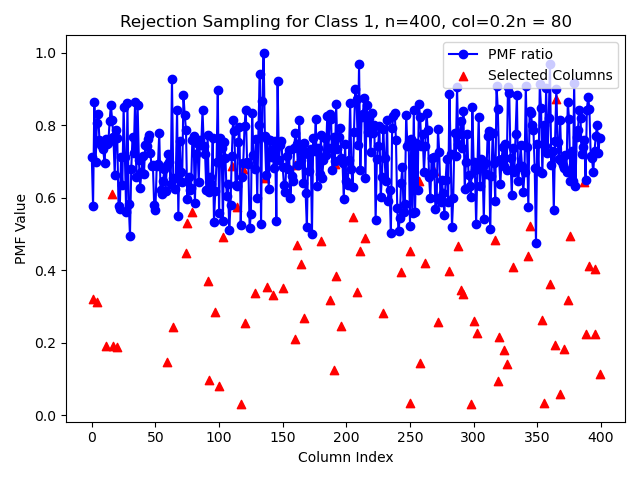 Rejection Sampling for Class 1, n=400, col=0.2n = 80
PMF ratio
Selected Columns
PMF Value
1.0
0.8
0.6
0.4
0.2
0.0
0 50 100 150 200 250 300 350 400
Column Index